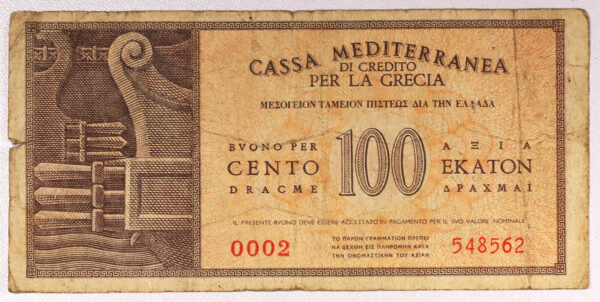 CASSA MEDITERRANEA
DI CREDITO
PER LA GRECIA
ΜΕΣΟΓΕΙΟΝ ΤΑΜΕΙΟΝ ΠΙΣΤΕΩΣ ΔΙΑ ΤΗΝ ΕΛΛΑΔΑ
BVONO PER
CENTO
DRACME
100
ΑΞΙΑ
ΕΚΑΤΟΝ
ΔΡΑΧΜΑΙ
IL PRESENTE BVONO DEVE ESSERE ACCETTATO IN PAGAMENTO PER IL SVO VALORE NOMINALE
ΤΟ ΠΑΡΟΝ ΓΡΑΜΜΑΤΙΟΝ ΠΡΕΠΕΙ
ΝΑ ΔΕΧΘΗ ΕΙΣ ΠΛΗΡΩΜΗΝ ΚΑΤΑ
ΤΗΝ ΟΝΟΜΑΣΤΙΚΗΝ ΤΟΥ ΑΞΙΑΝ
0002
548562